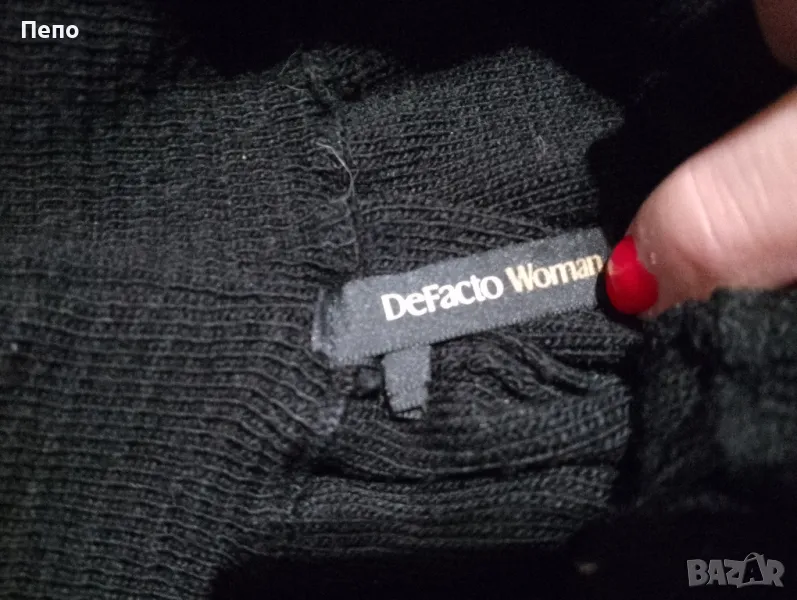 Пепо
DeFacto Woman
BAZAR